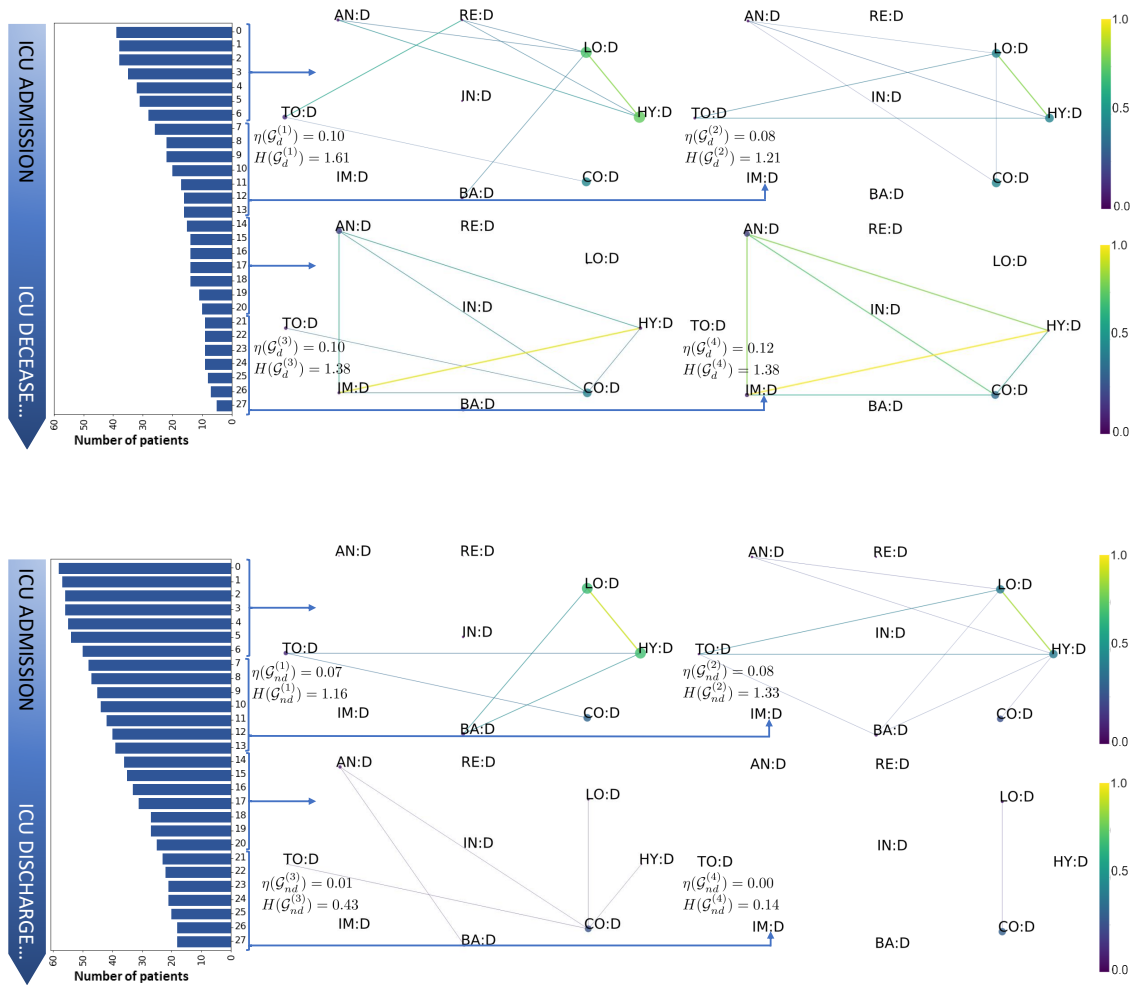 ICU ADMISSION
ICU DECEASE...
0
1
2
3
4
5
6
7
8
9
10
11
12
13
14
15
16
17
18
19
20
21
22
23
24
25
26
27
60
50
40
30
20
10
0
Number of patients
AN:D
RE:D
LO:D
JN:D
TO:D
HY:D
η(𝒢_d^(1)) = 0.10
H(𝒢_d^(1)) = 1.61
IM:D
CO:D
BA:D
AN:D
RE:D
LO:D
IN:D
TO:D
HY:D
η(𝒢_d^(2)) = 0.08
H(𝒢_d^(2)) = 1.21
IM:D
CO:D
BA:D
1.0
0.0
AN:D
RE:D
LO:D
IN:D
TO:D
HY:D
η(𝒢_d^(3)) = 0.10
H(𝒢_d^(3)) = 1.38
IM:D
CO:D
BA:D
AN:D
RE:D
LO:D
IN:D
TO:D
HY:D
η(𝒢_d^(4)) = 0.12
H(𝒢_d^(4)) = 1.38
IM:D
CO:D
BA:D
1.0
0.0
ICU ADMISSION
ICU DISCHARGE...
0
1
2
3
4
5
6
7
8
9
10
11
12
13
14
15
16
17
18
19
20
21
22
23
24
25
26
27
60
50
40
30
20
10
0
Number of patients
AN:D
RE:D
LO:D
JN:D
TO:D
HY:D
η(𝒢_nd^(1)) = 0.07
H(𝒢_nd^(1)) = 1.16
IM:D
CO:D
BA:D
AN:D
RE:D
LO:D
IN:D
TO:D
HY:D
η(𝒢_nd^(2)) = 0.08
H(𝒢_nd^(2)) = 1.33
IM:D
CO:D
BA:D
1.0
0.0
AN:D
RE:D
LO:D
IN:D
TO:D
HY:D
η(𝒢_nd^(3)) = 0.01
H(𝒢_nd^(3)) = 0.43
IM:D
CO:D
BA:D
AN:D
RE:D
LO:D
IN:D
TO:D
HY:D
η(𝒢_nd^(4)) = 0.00
H(𝒢_nd^(4)) = 0.14
IM:D
CO:D
BA:D
1.0
0.0